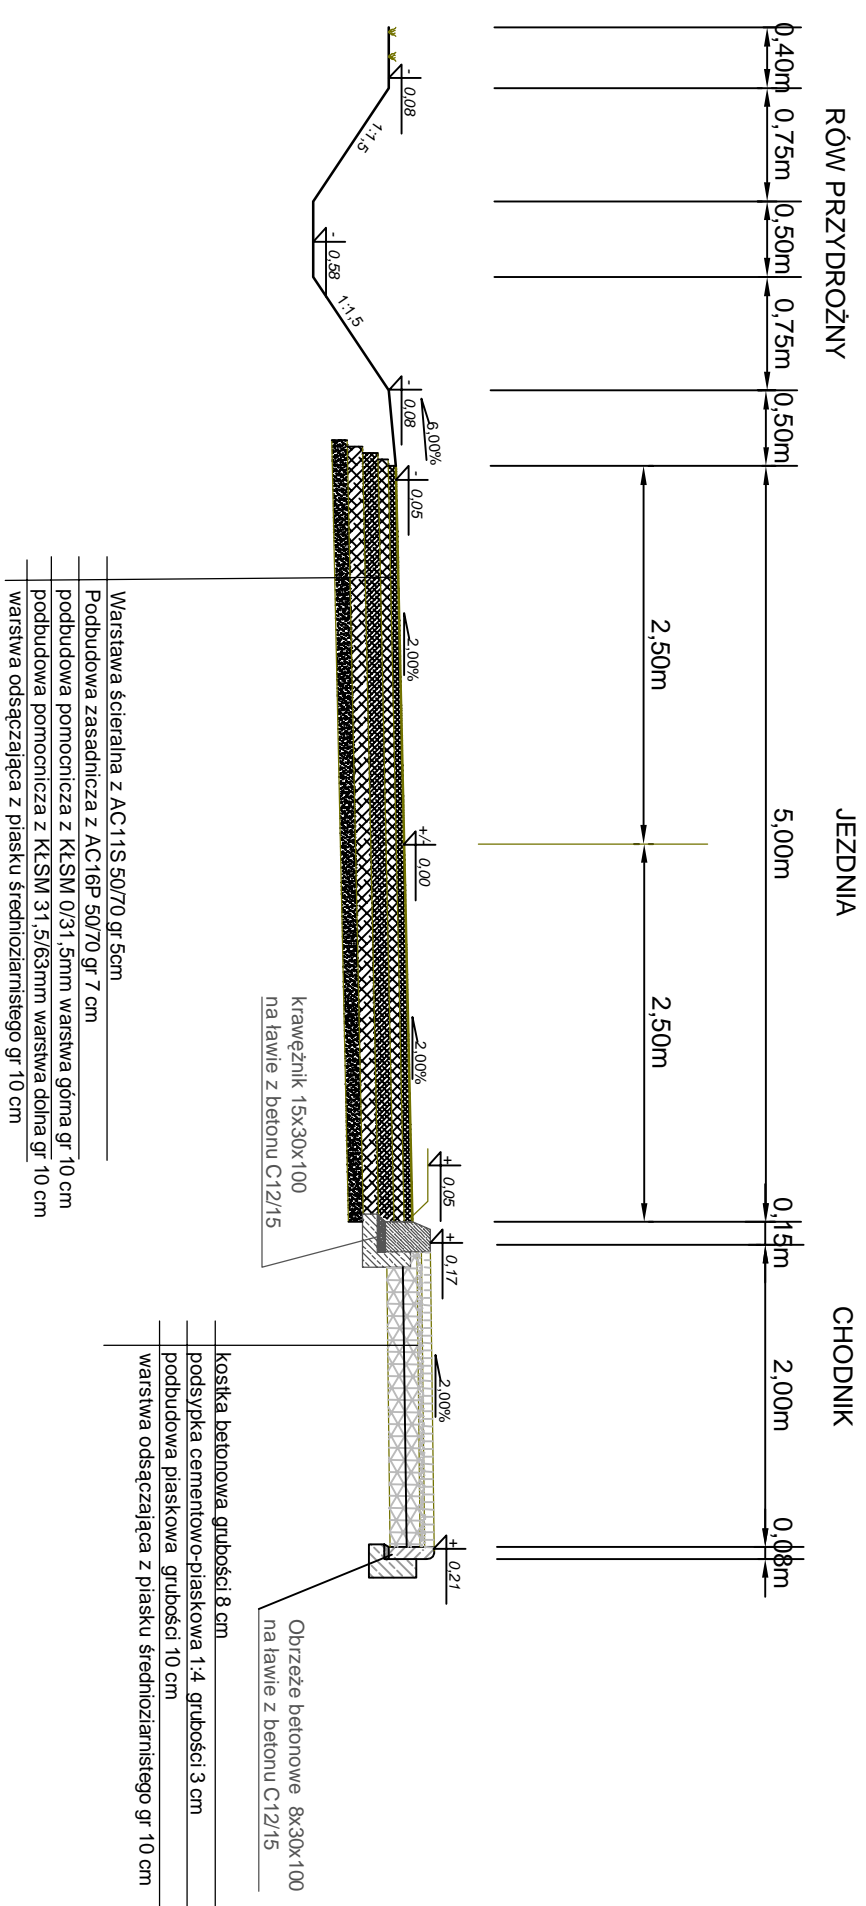 RÓW PRZYDROŻNY
JEZDNIA
CHODNIK
0,40m
0,75m
0,50m
0,75m
0,50m
5,00m
0,15m
2,00m
0,08m
2,50m
2,50m
-
0,08
1:1,5
-
0,58
1:1,5
-
0,08
6,00%
-
0,05
2,00%
+/-
0,00
2,00%
+
0,05
+
0,17
2,00%
+
0,21
krawężnik 15x30x100
na ławie z betonu C12/15
Obrzeże betonowe 8x30x100
na ławie z betonu C12/15
Warstawa ścieralna z AC11S 50/70 gr 5cm
Podbudowa zasadnicza z AC16P 50/70 gr 7 cm
podbudowa pomocnicza z KŁSM 0/31,5mm warstwa górna gr 10 cm
podbudowa pomocnicza z KŁSM 31,5/63mm warstwa dolna gr 10 cm
warstwa odsączająca z piasku średnioziarnistego gr 10 cm
kostka betonowa grubości 8 cm
podsypka cementowo-piaskowa 1:4 grubości 3 cm
podbudowa piaskowa grubości 10 cm
warstwa odsączająca z piasku średnioziarnistego gr 10 cm